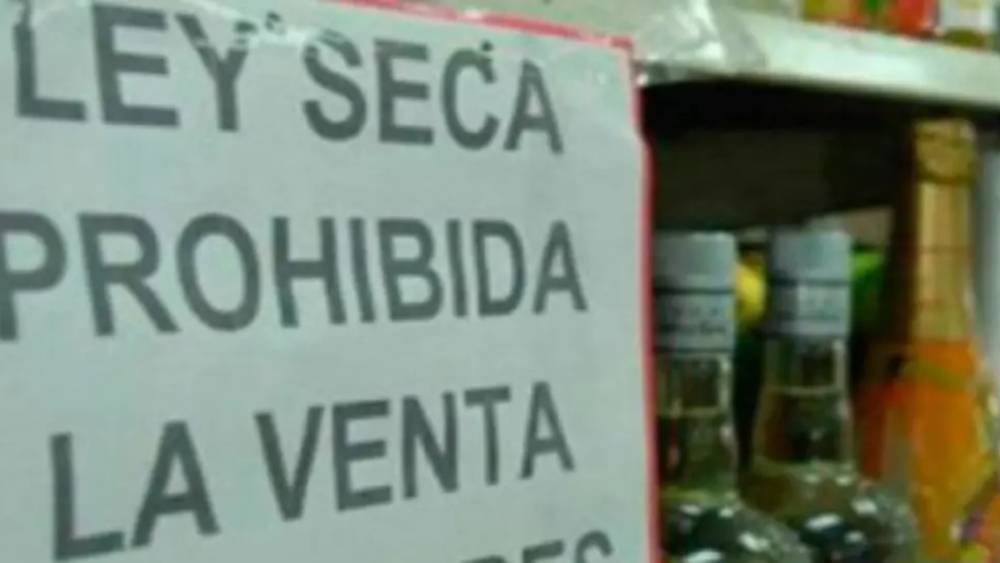 LEY SECA
PROHIBIDA
LA VENTA